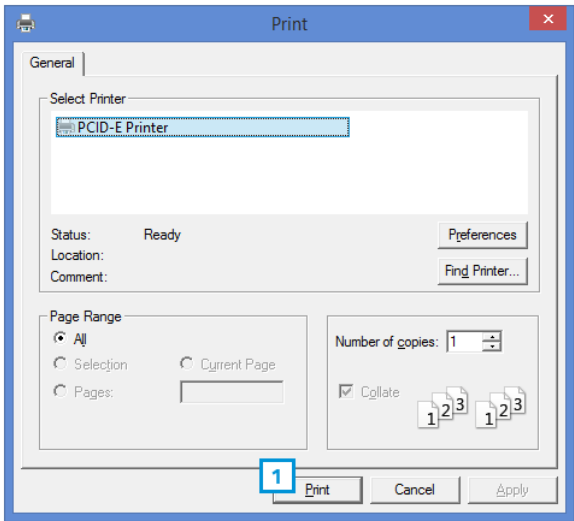 Print
General
Select Printer
PCID-E Printer
Status: Ready
Preferences
Location:
Comment:
Find Printer...
Page Range
All
Selection Current Page
Pages:
Number of copies: 1
Collate
1 2 3 1 2 3
1
Print Cancel Apply